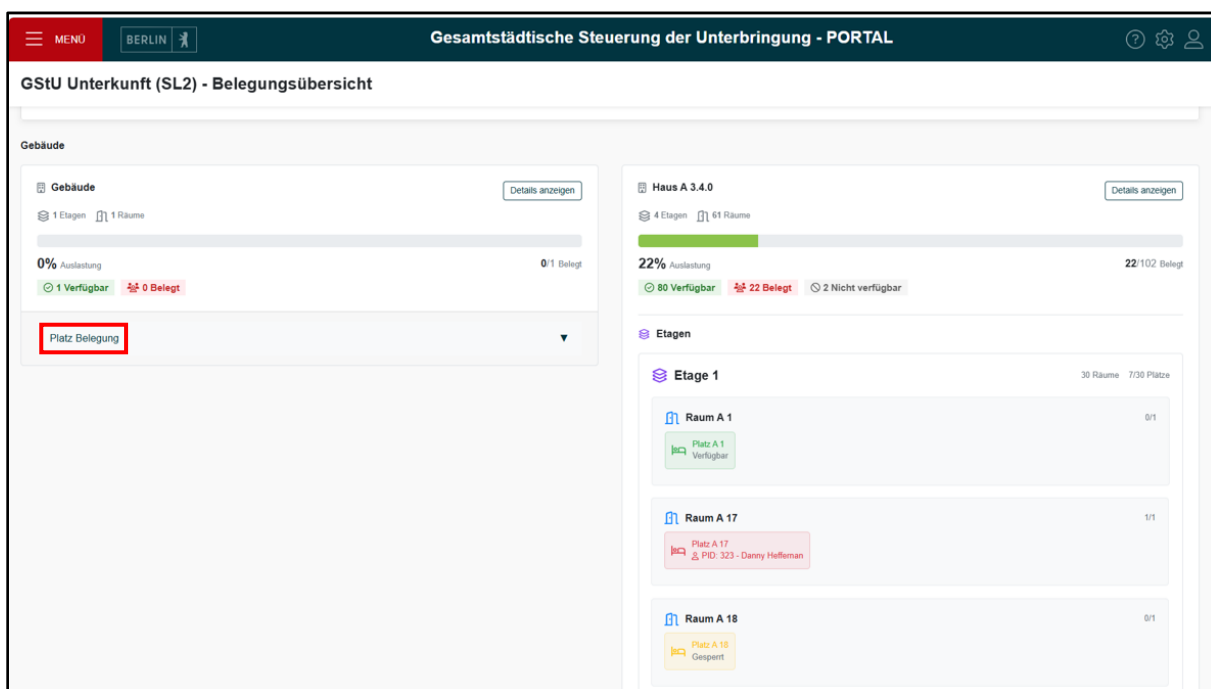 MENÜ
BERLIN
Gesamtstädtische Steuerung der Unterbringung - PORTAL
GStU Unterkunft (SL2) - Belegungsübersicht
Gebäude
Gebäude
Details anzeigen
1 Etagen 1 Räume
0% Auslastung
0/1 Belegt
1 Verfügbar 0 Belegt
Platz Belegung
Haus A 3.4.0
Details anzeigen
4 Etagen 61 Räume
22% Auslastung
22/102 Belegt
80 Verfügbar 22 Belegt 2 Nicht verfügbar
Etagen
Etage 1
30 Räume 7/30 Plätze
Raum A 1
0/1
Platz A 1
Verfügbar
Raum A 17
1/1
Platz A 17
PID: 323 - Danny Heffernan
Raum A 18
0/1
Platz A 18
Gesperrt